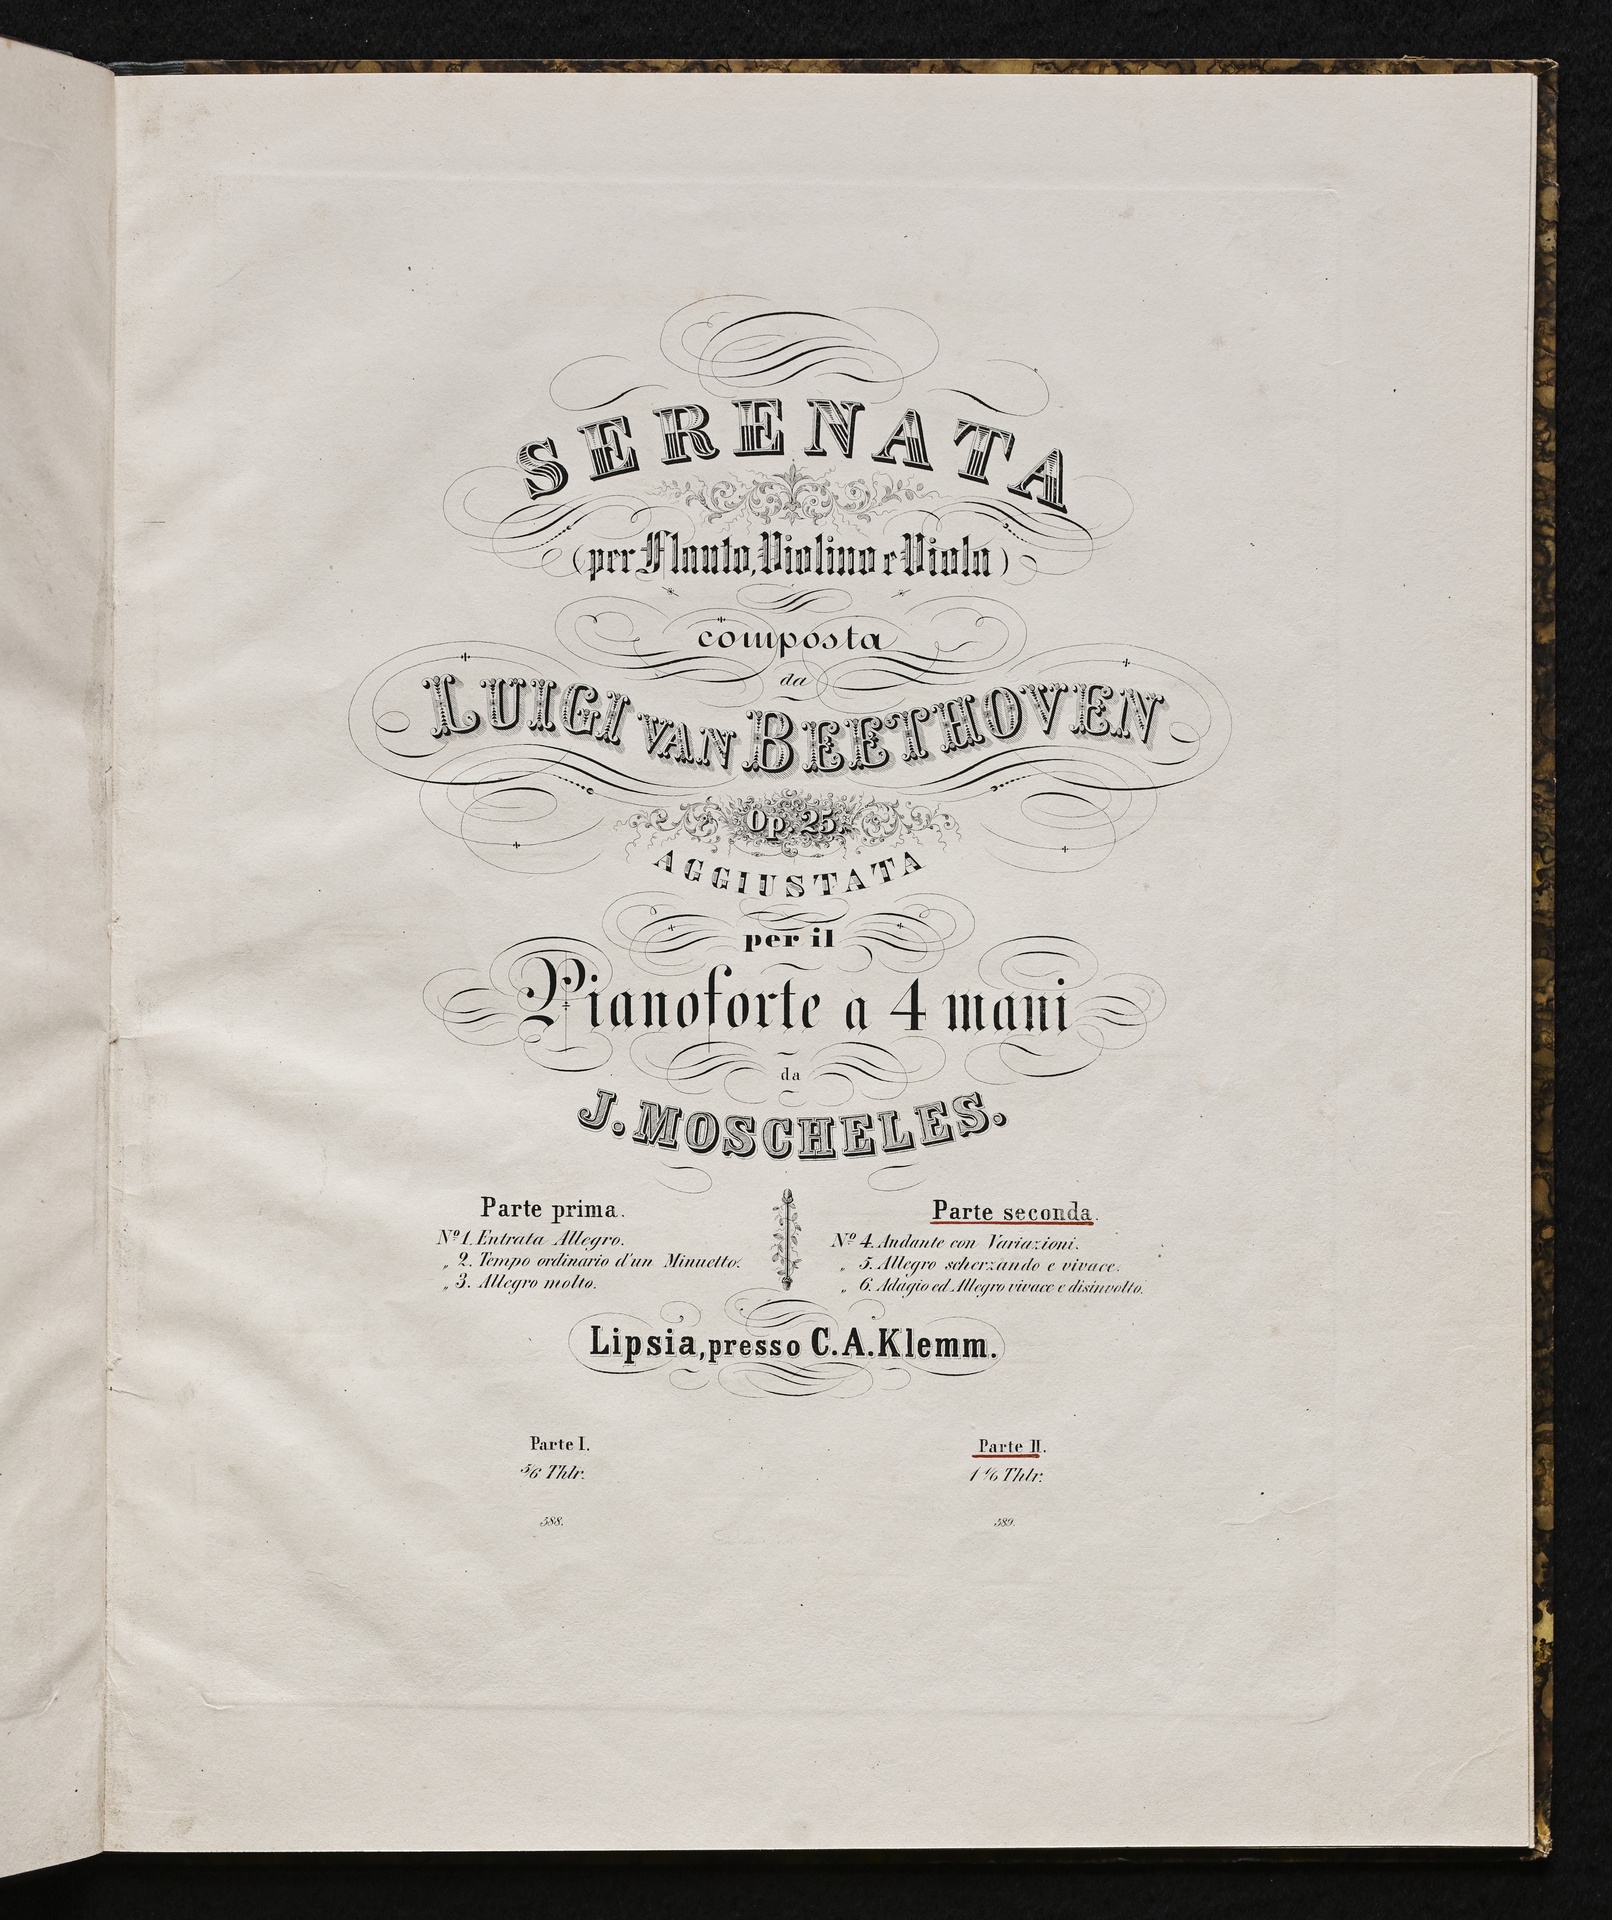 SERENATA
(per Flauto, Violino e Viola)
composta
da
LUIGI VAN BEETHOVEN
Op. 25.
AGGIUSTATA
per il
Pianoforte a 4 mani
da
J. MOSCHELES.
Parte prima.
Nº 1. Entrata Allegro.
„ 2. Tempo ordinario d'un Minuetto.
„ 3. Allegro molto.
Parte seconda.
Nº 4. Andante con Variazioni.
„ 5. Allegro scherzando e vivace.
„ 6. Adagio ed Allegro vivace e disinvolto.
Lipsia, presso C. A. Klemm.
Parte I.
5/6 Thlr.
588.
Parte II.
1 1/6 Thlr.
589.